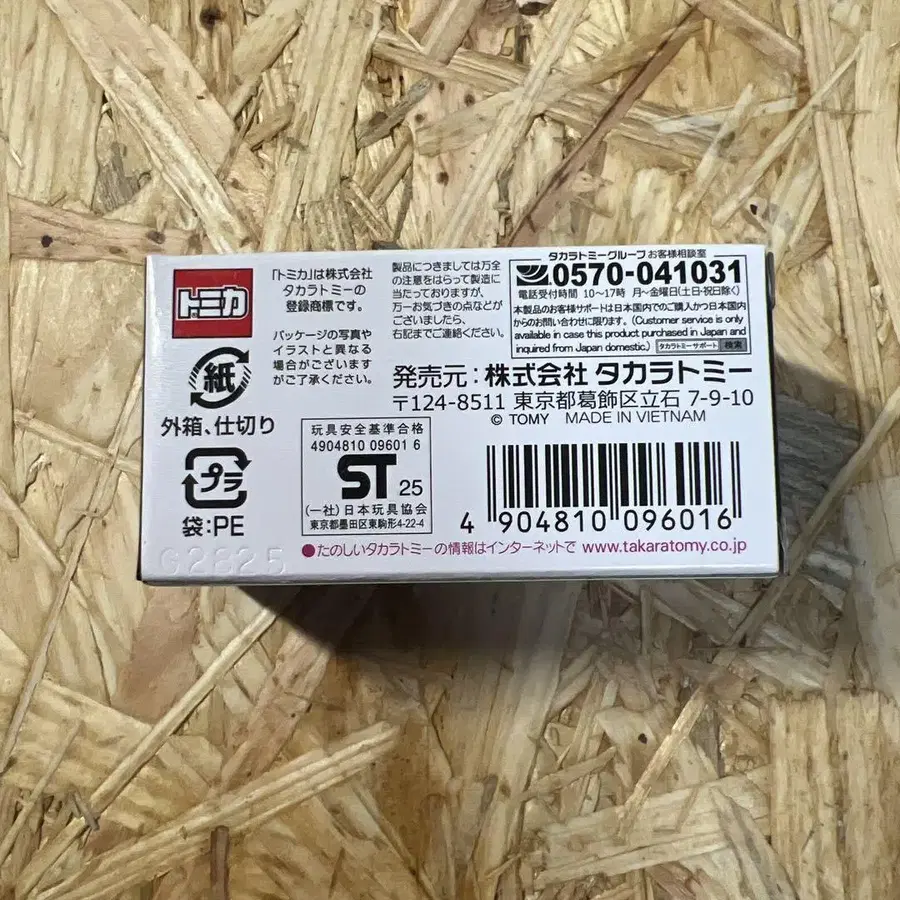 トミカ
「トミカ」は株式会社
タカラトミーの
登録商標です。
パッケージの写真や
イラストと異なる
場合がございます
がご了承ください。
製品につきましては万全
の注意をはらって製造に
当たっておりますが、
万一お気づきの点などが
ございましたら、
右記までご連絡ください。
タカラトミーグループ お客様相談室
0570-041031
電話受付時間 10〜17時 月〜金曜日(土日・祝日除く)
本製品のお客様サポートは日本国内でのご購入かつ日本国内
からのお問い合わせに限ります。(Customer service is only
available in case this product purchased in Japan and
inquired from Japan domestic.) タカラトミーサポート 検索
発売元:株式会社 タカラトミー
〒124-8511 東京都葛飾区立石 7-9-10
© TOMY MADE IN VIETNAM
紙
外箱、仕切り
プラ
袋:PE
玩具安全基準合格
4904810 09601 6
ST 25
(一社)日本玩具協会
東京都墨田区東駒形4-22-4
4 904810 096016
●たのしいタカラトミーの情報はインターネットで www.takaratomy.co.jp